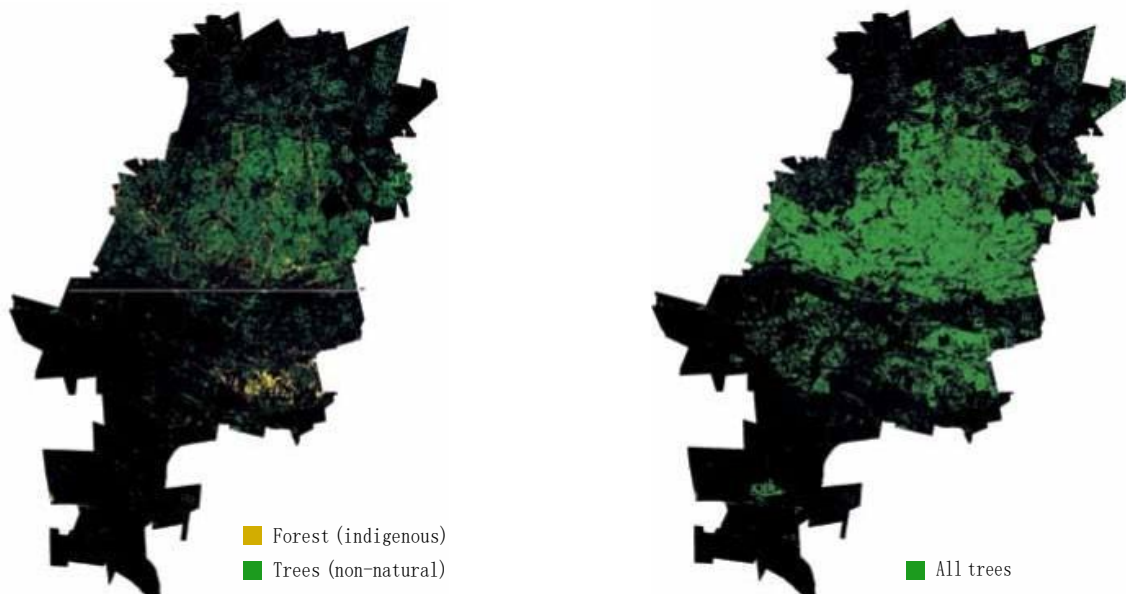 Forest (indigenous)
Trees (non-natural)
All trees